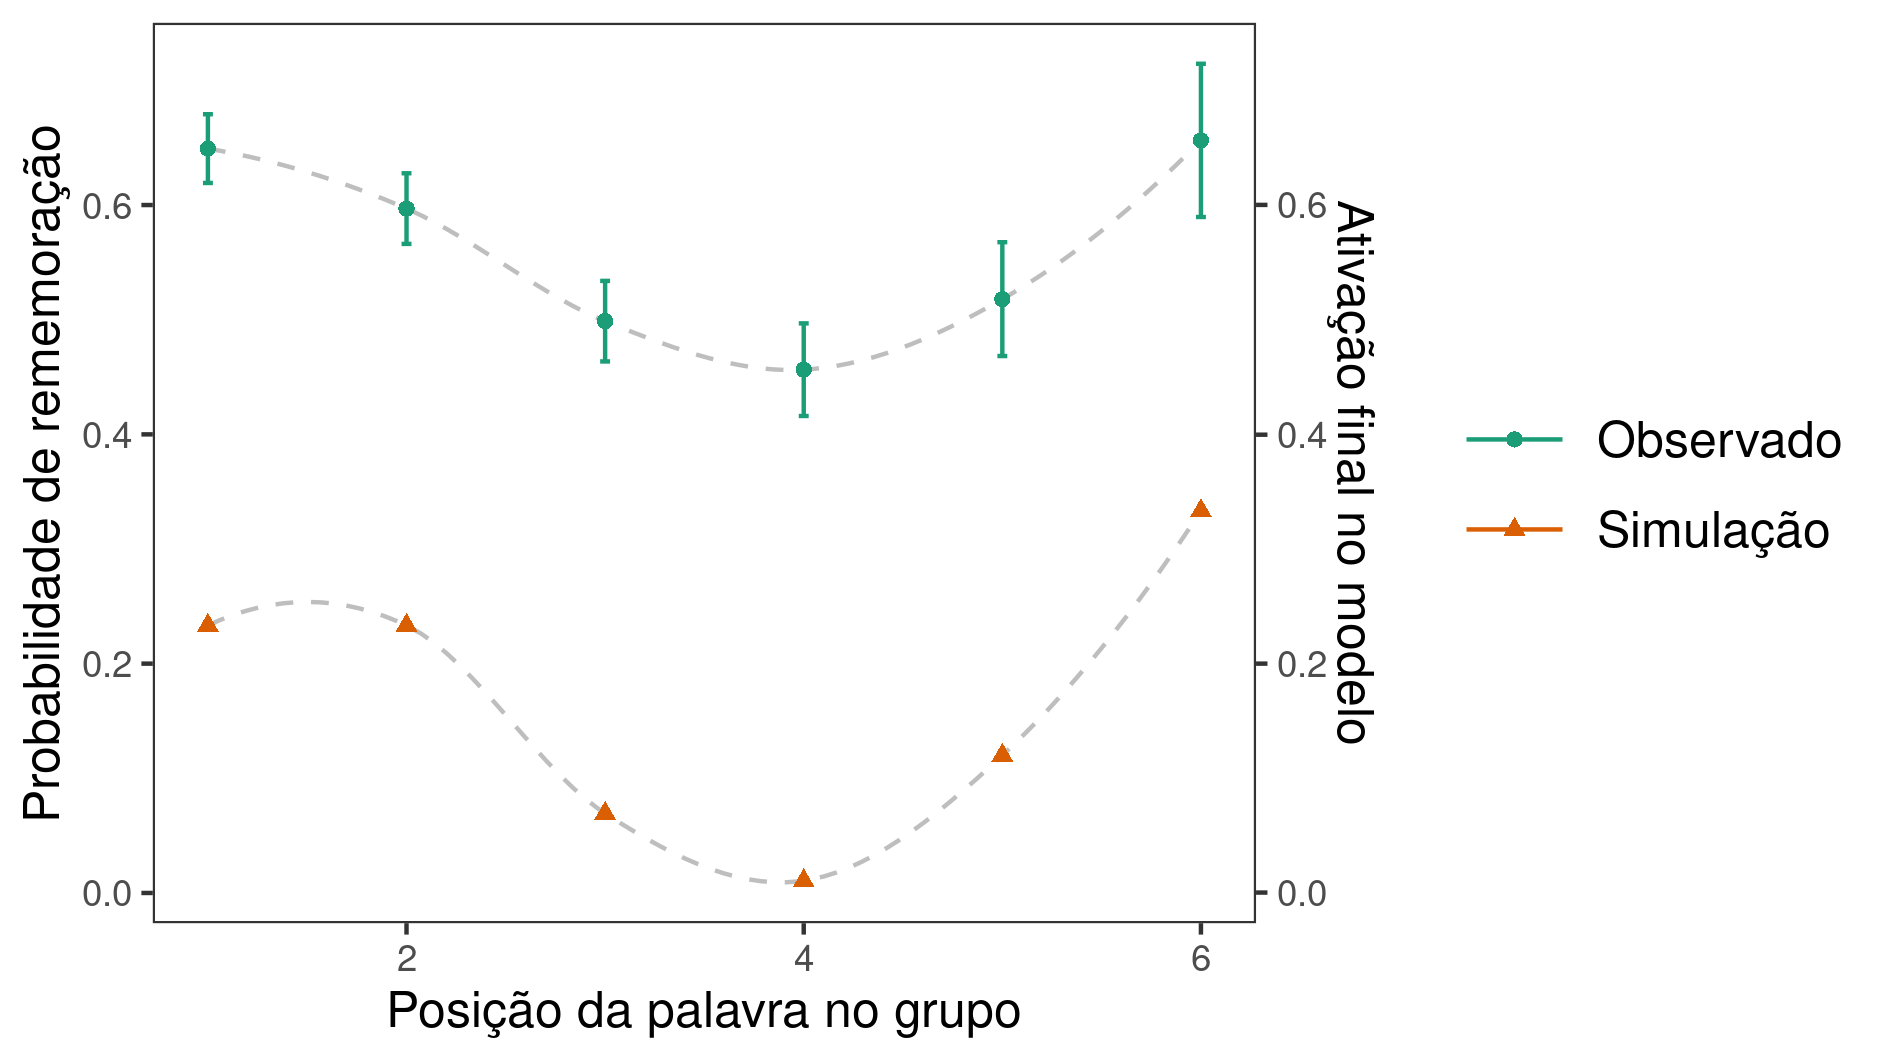 Probabilidade de rememoração
0.6
0.4
0.2
0.0
2
4
6
Posição da palavra no grupo
0.6
0.4
0.2
0.0
Ativação final no modelo
Observado
Simulação